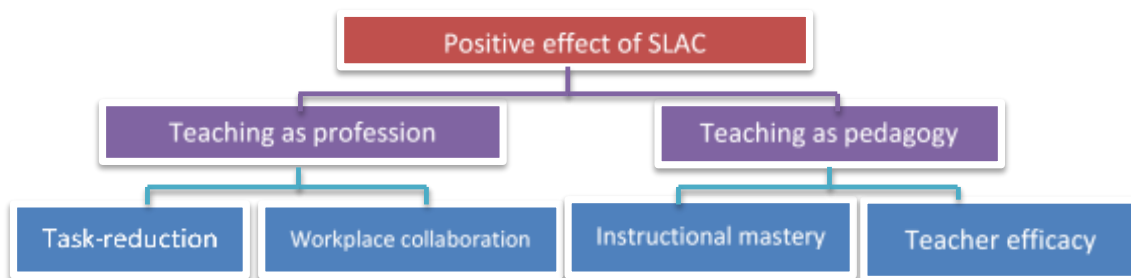 Positive effect of SLAC
Teaching as profession
Teaching as pedagogy
Task-reduction
Workplace collaboration
Instructional mastery
Teacher efficacy